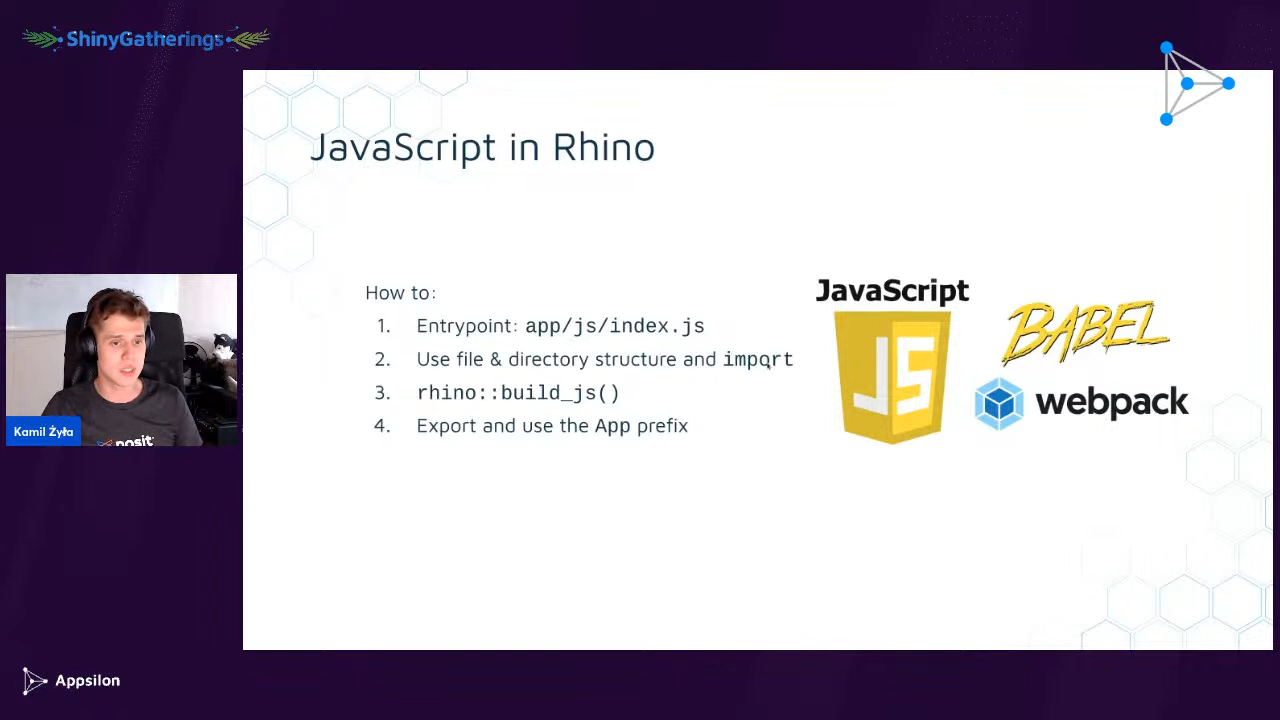 ShinyGatherings
JavaScript in Rhino
How to:
1. Entrypoint: app/js/index.js
2. Use file & directory structure and import
3. rhino::build_js()
4. Export and use the App prefix
JavaScript
JS
BABEL
webpack
Kamil Żyła
posit
Appsilon